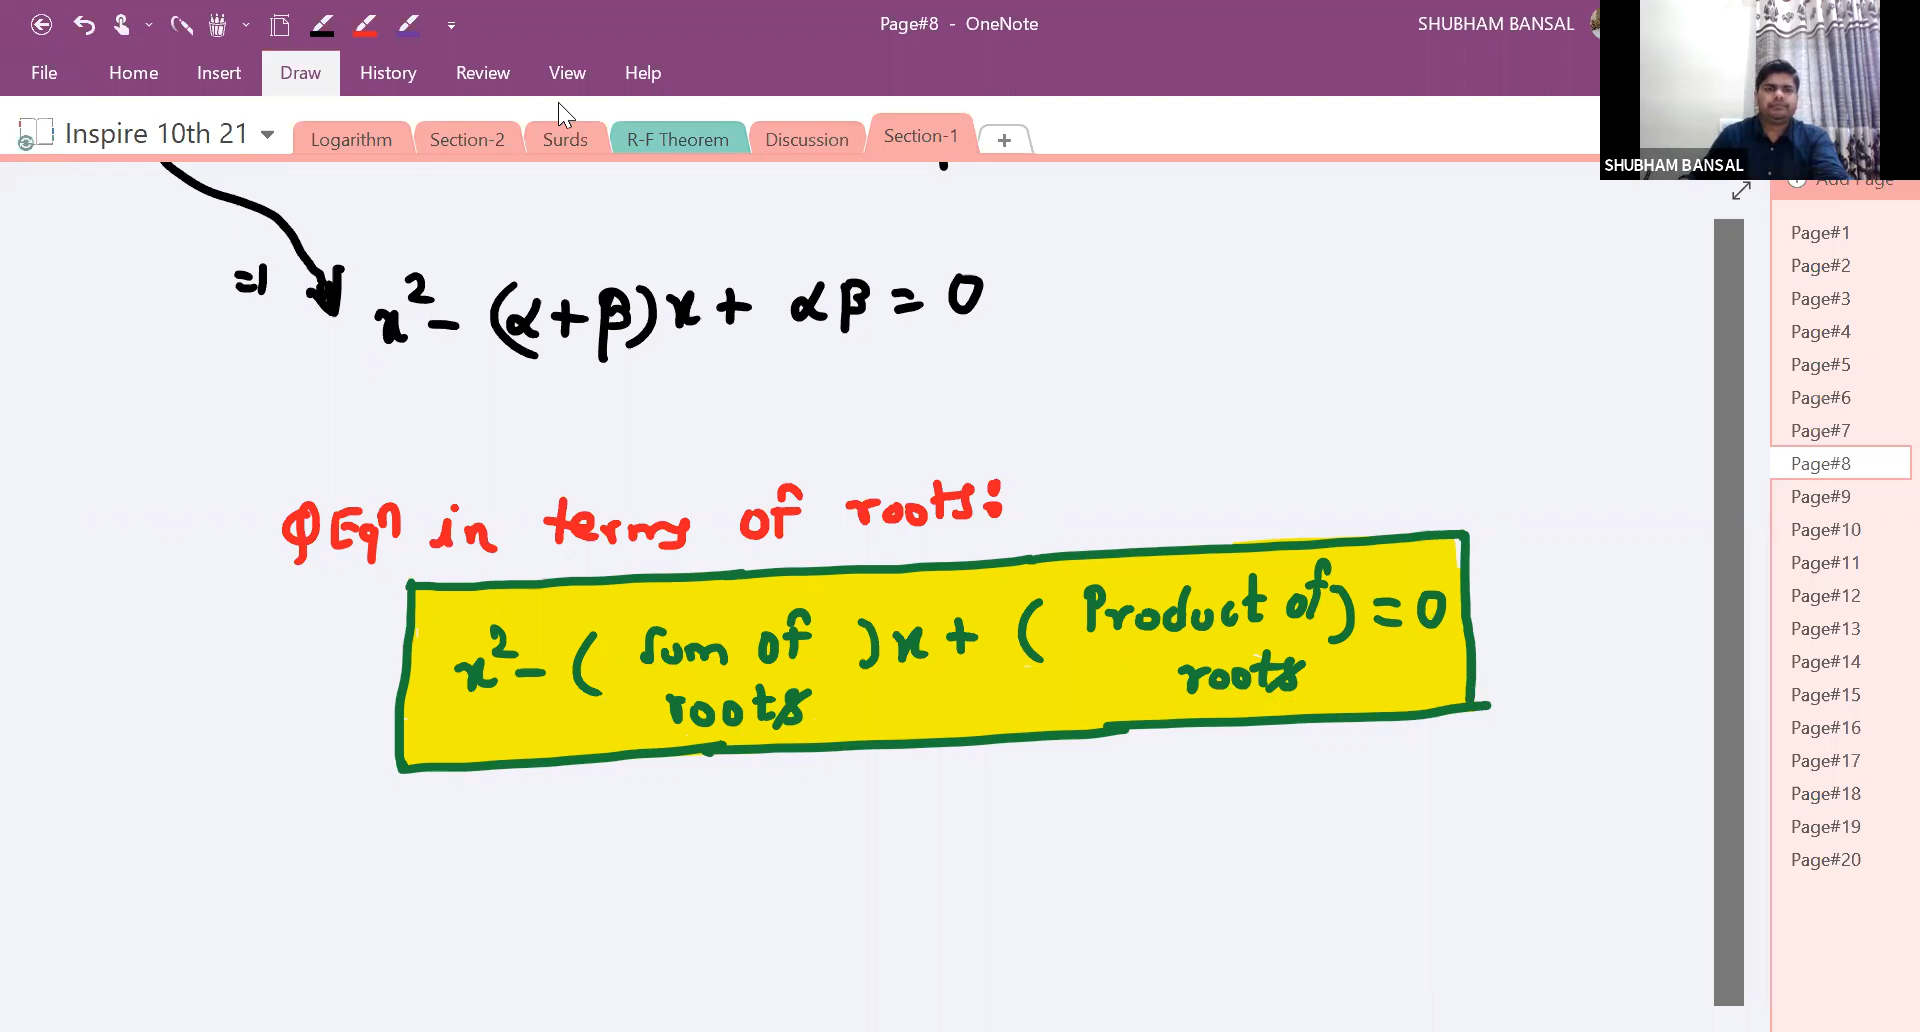 Page#8 - OneNote
SHUBHAM BANSAL
File Home Insert Draw History Review View Help
Inspire 10th 21
Logarithm Section-2 Surds R-F Theorem Discussion Section-1 +
SHUBHAM BANSAL
Add Page
Page#1
Page#2
Page#3
Page#4
Page#5
Page#6
Page#7
Page#8
Page#9
Page#10
Page#11
Page#12
Page#13
Page#14
Page#15
Page#16
Page#17
Page#18
Page#19
Page#20
x² - (α+β)x + αβ = 0
Eqⁿ in terms of roots:
x² - ( Sum of )x + ( Product of ) = 0
roots roots